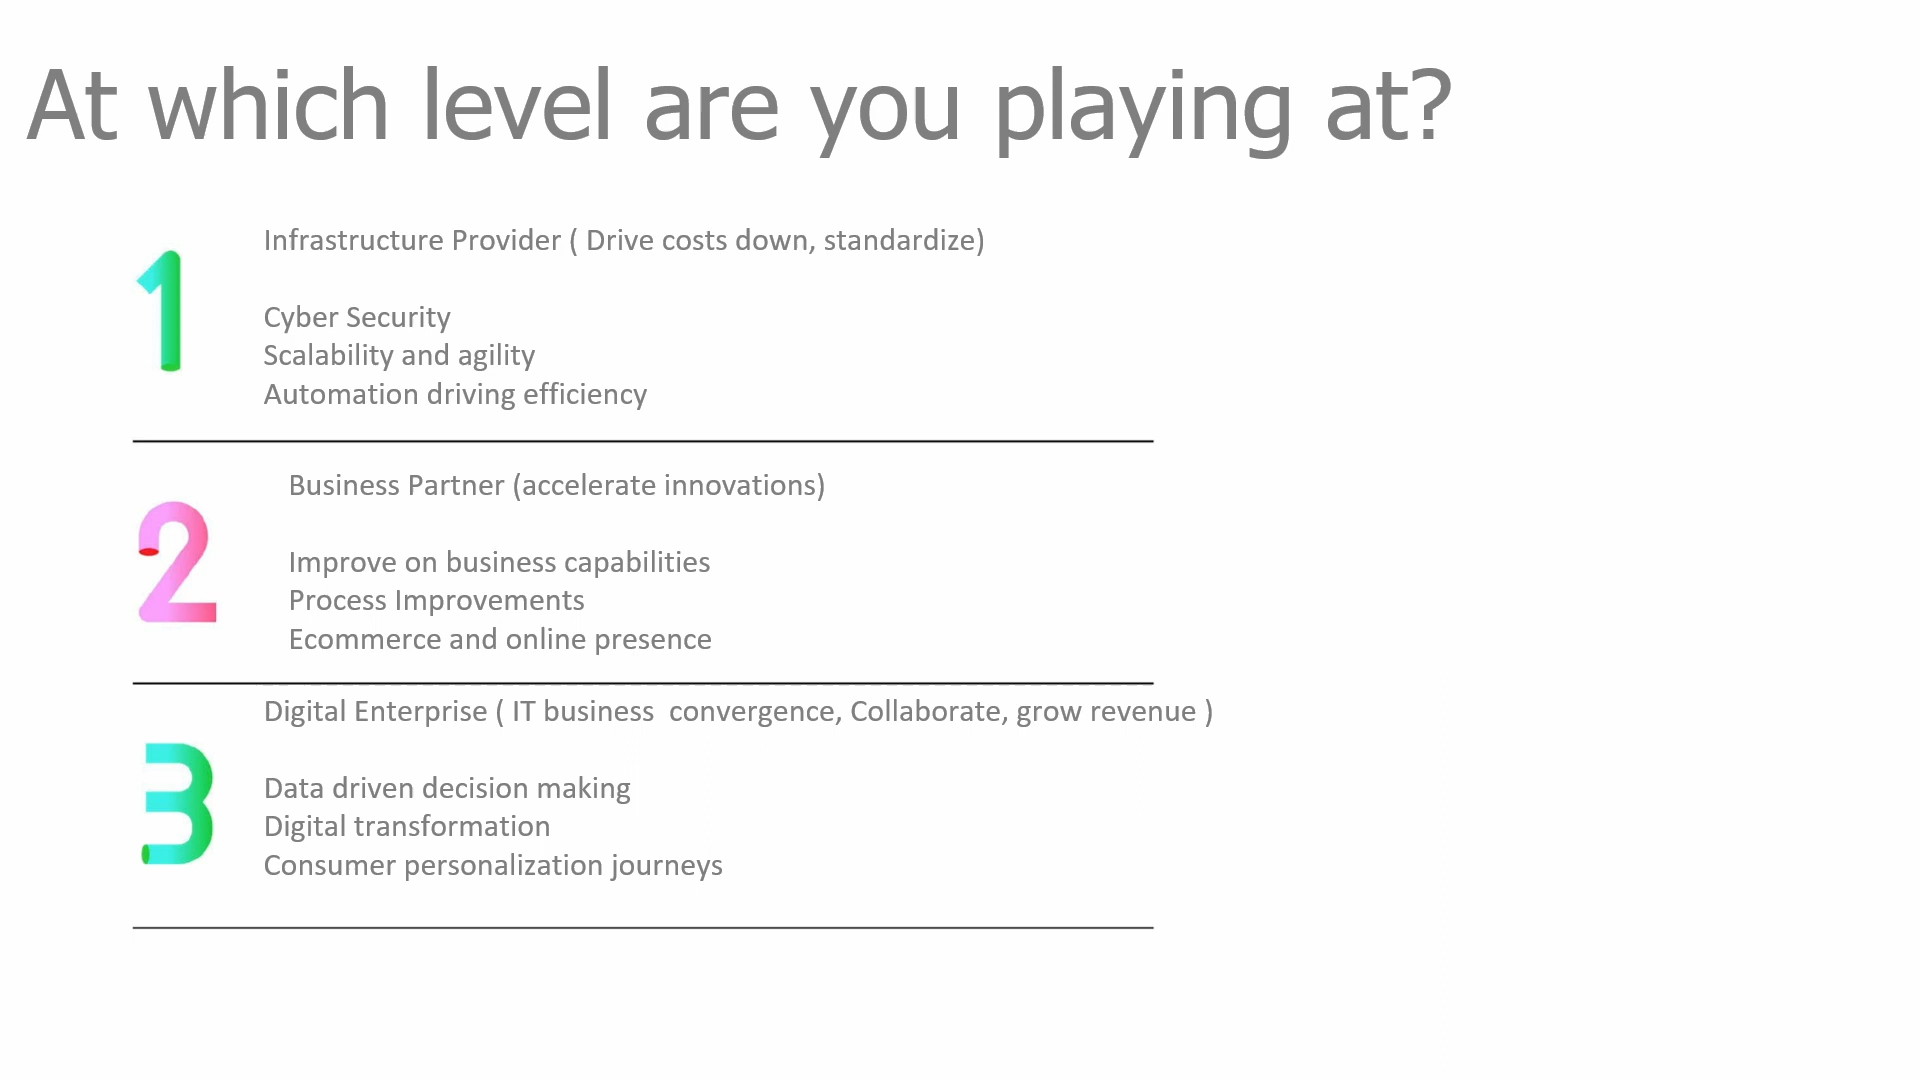 At which level are you playing at?
1
Infrastructure Provider ( Drive costs down, standardize)
Cyber Security
Scalability and agility
Automation driving efficiency
2
Business Partner (accelerate innovations)
Improve on business capabilities
Process Improvements
Ecommerce and online presence
3
Digital Enterprise ( IT business  convergence, Collaborate, grow revenue )
Data driven decision making
Digital transformation
Consumer personalization journeys